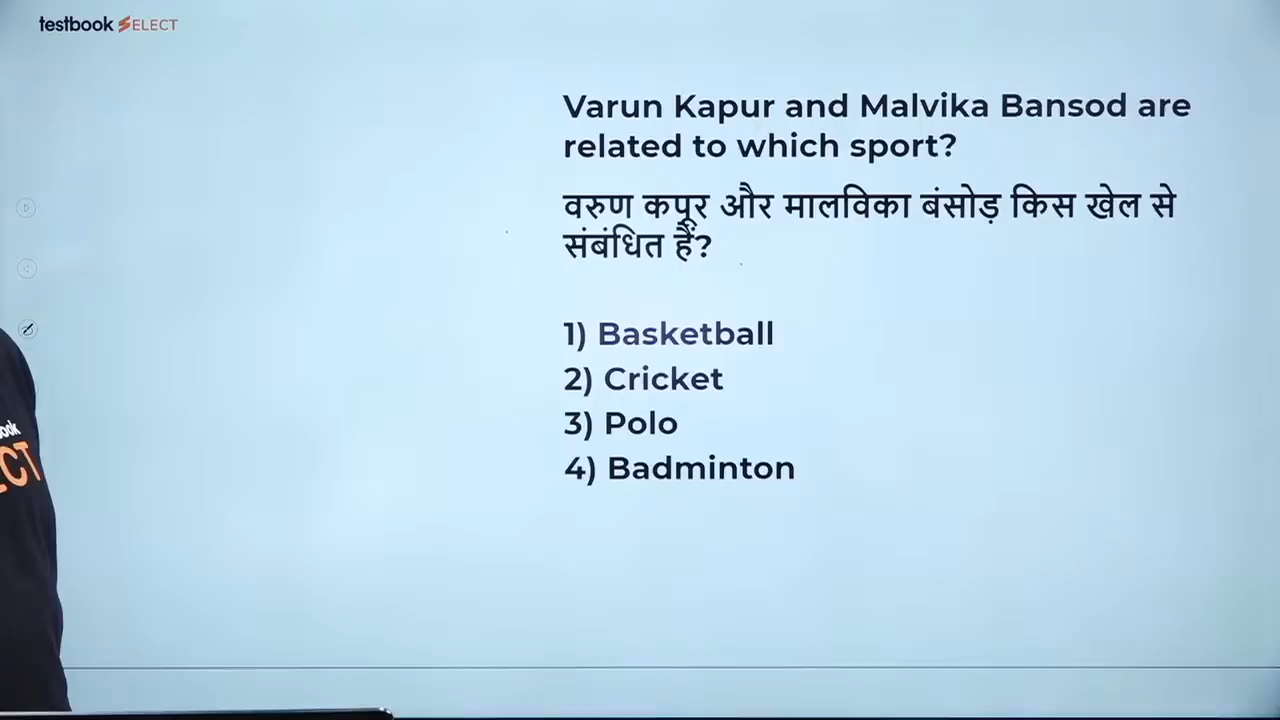 testbook SELECT
Varun Kapur and Malvika Bansod are
related to which sport?
वरुण कपूर और मालविका बंसोड़ किस खेल से
संबंधित हैं?
1) Basketball
2) Cricket
3) Polo
4) Badminton